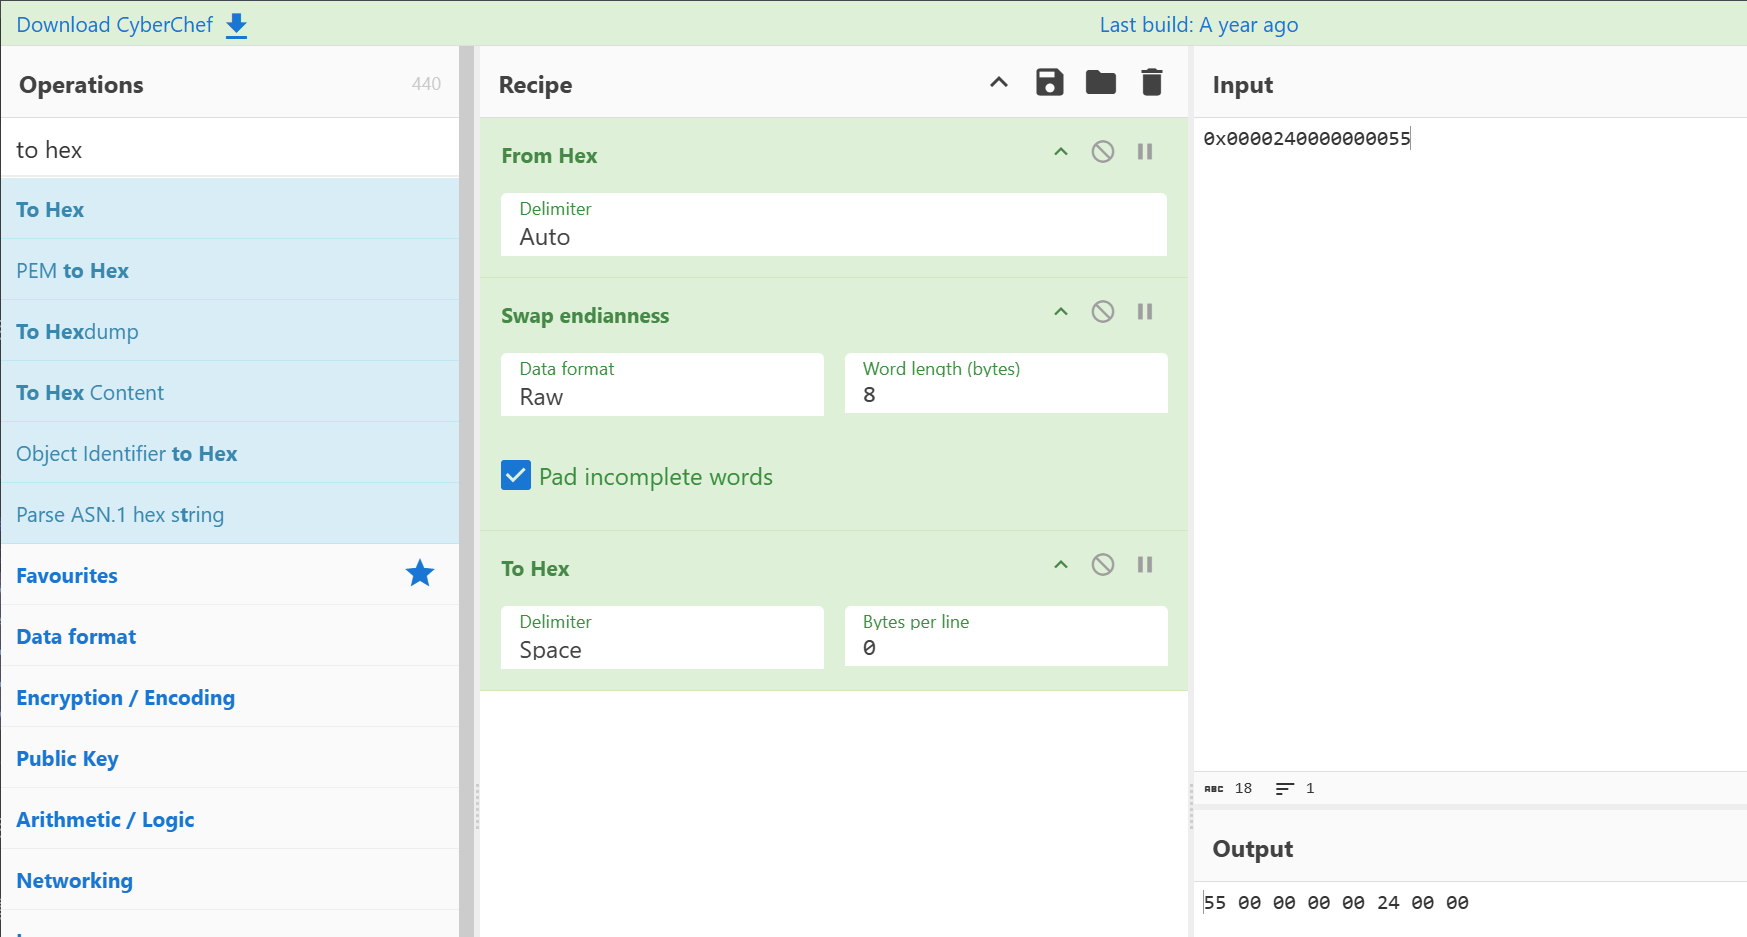 Download CyberChef
Last build: A year ago
Operations
440
to hex
To Hex
PEM to Hex
To Hexdump
To Hex Content
Object Identifier to Hex
Parse ASN.1 hex string
Favourites
Data format
Encryption / Encoding
Public Key
Arithmetic / Logic
Networking
Recipe
From Hex
Delimiter
Auto
Swap endianness
Data format
Raw
Word length (bytes)
8
Pad incomplete words
To Hex
Delimiter
Space
Bytes per line
0
Input
0x0000240000000055
ABC 18 1
Output
55 00 00 00 00 24 00 00